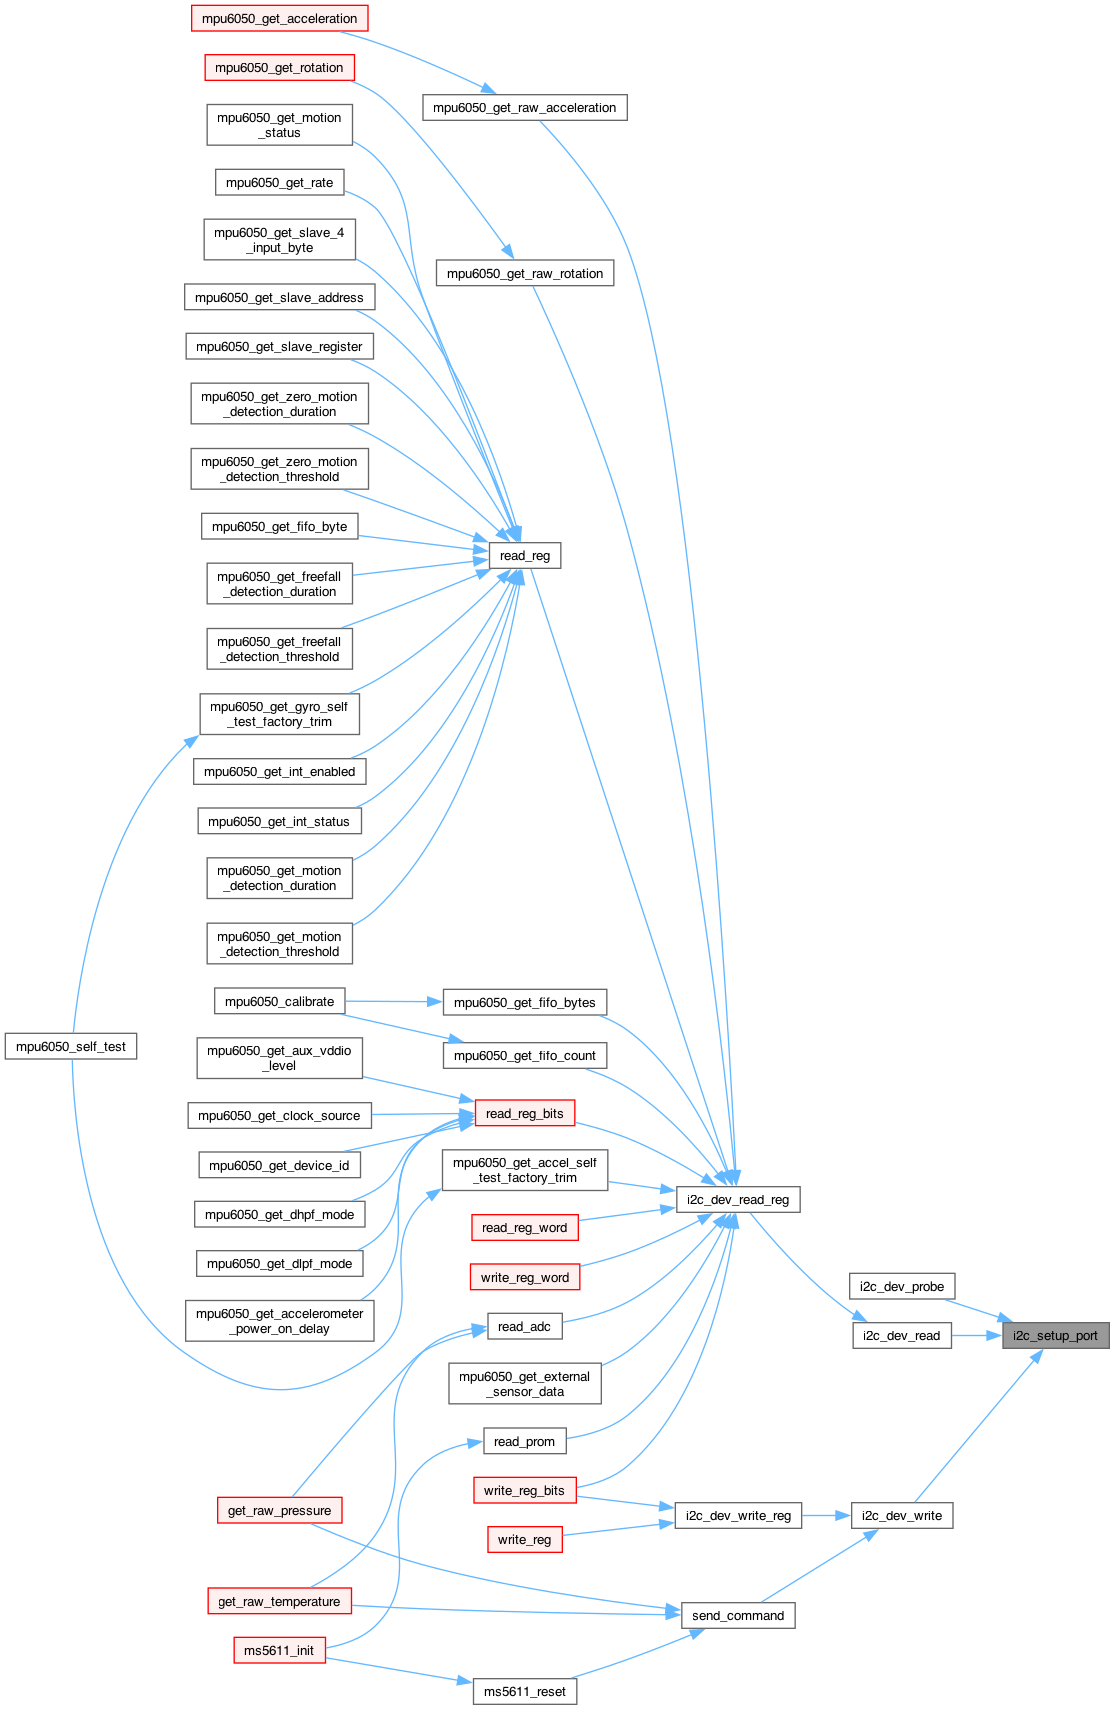 mpu6050_get_acceleration
mpu6050_get_rotation
mpu6050_get_raw_acceleration
mpu6050_get_motion
_status
mpu6050_get_rate
mpu6050_get_slave_4
_input_byte
mpu6050_get_raw_rotation
mpu6050_get_slave_address
mpu6050_get_slave_register
mpu6050_get_zero_motion
_detection_duration
mpu6050_get_zero_motion
_detection_threshold
mpu6050_get_fifo_byte
read_reg
mpu6050_get_freefall
_detection_duration
mpu6050_get_freefall
_detection_threshold
mpu6050_get_gyro_self
_test_factory_trim
mpu6050_get_int_enabled
mpu6050_get_int_status
mpu6050_get_motion
_detection_duration
mpu6050_get_motion
_detection_threshold
mpu6050_calibrate
mpu6050_get_fifo_bytes
mpu6050_self_test
mpu6050_get_aux_vddio
_level
mpu6050_get_fifo_count
mpu6050_get_clock_source
read_reg_bits
mpu6050_get_device_id
mpu6050_get_accel_self
_test_factory_trim
mpu6050_get_dhpf_mode
i2c_dev_read_reg
read_reg_word
mpu6050_get_dlpf_mode
write_reg_word
i2c_dev_probe
mpu6050_get_accelerometer
_power_on_delay
read_adc
i2c_dev_read
i2c_setup_port
mpu6050_get_external
_sensor_data
read_prom
write_reg_bits
get_raw_pressure
i2c_dev_write_reg
i2c_dev_write
write_reg
get_raw_temperature
send_command
ms5611_init
ms5611_reset